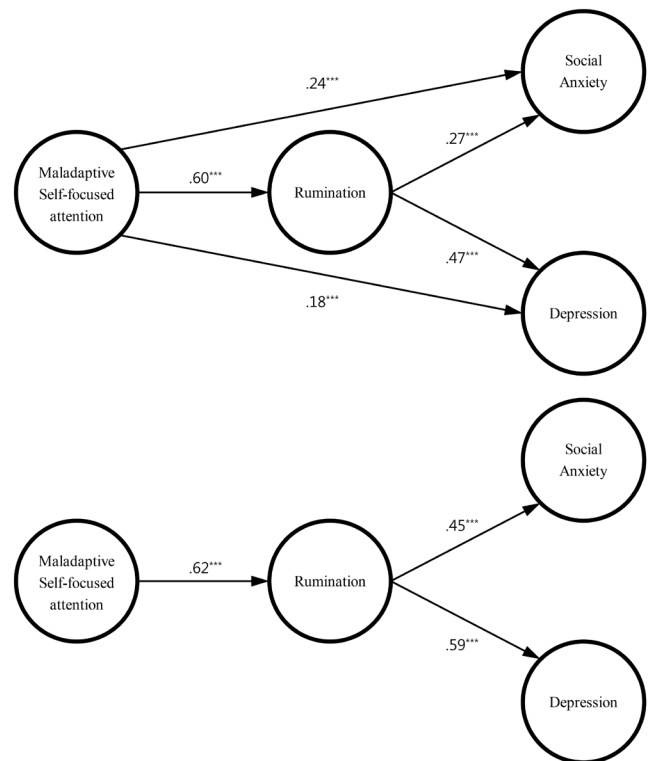 Social
Anxiety
.24***
.27***
Maladaptive
Self-focused
attention
.60***
Rumination
.47***
.18***
Depression
Social
Anxiety
.45***
Maladaptive
Self-focused
attention
.62***
Rumination
.59***
Depression